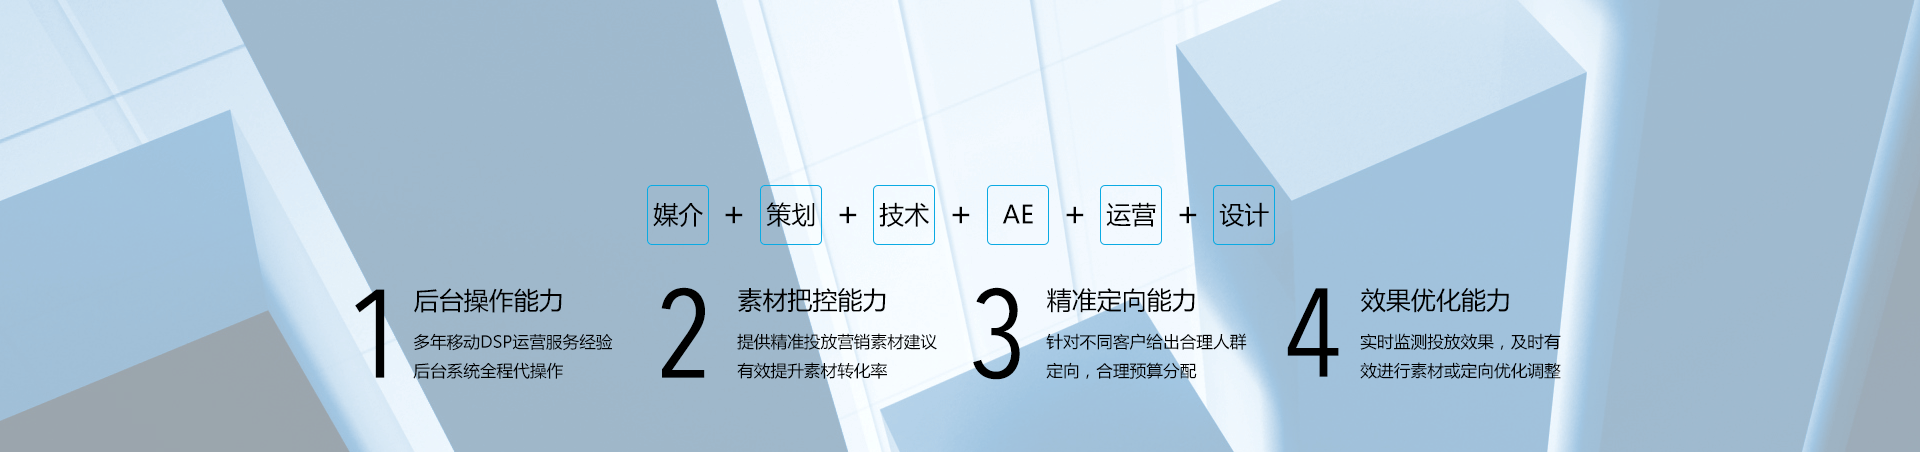 媒介 + 策划 + 技术 + AE + 运营 + 设计
1 后台操作能力
多年移动DSP运营服务经验
后台系统全程代操作
2 素材把控能力
提供精准投放营销素材建议
有效提升素材转化率
3 精准定向能力
针对不同客户给出合理人群
定向，合理预算分配
4 效果优化能力
实时监测投放效果，及时有
效进行素材或定向优化调整